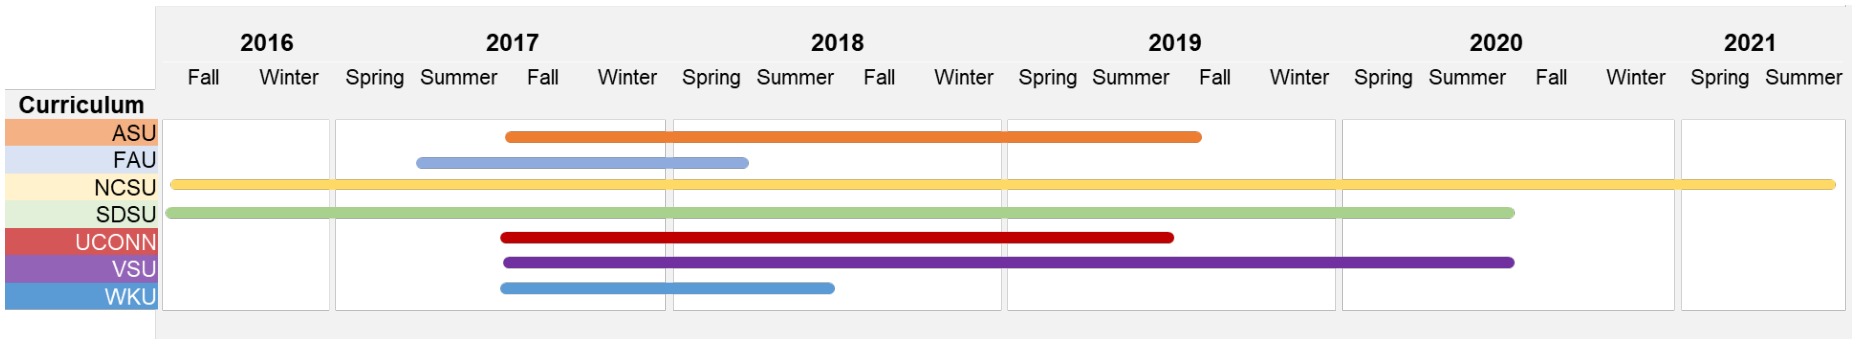 2016 2017 2018 2019 2020 2021
Fall Winter Spring Summer Fall Winter Spring Summer Fall Winter Spring Summer Fall Winter Spring Summer Fall Winter Spring Summer
Curriculum
ASU
FAU
NCSU
SDSU
UCONN
VSU
WKU